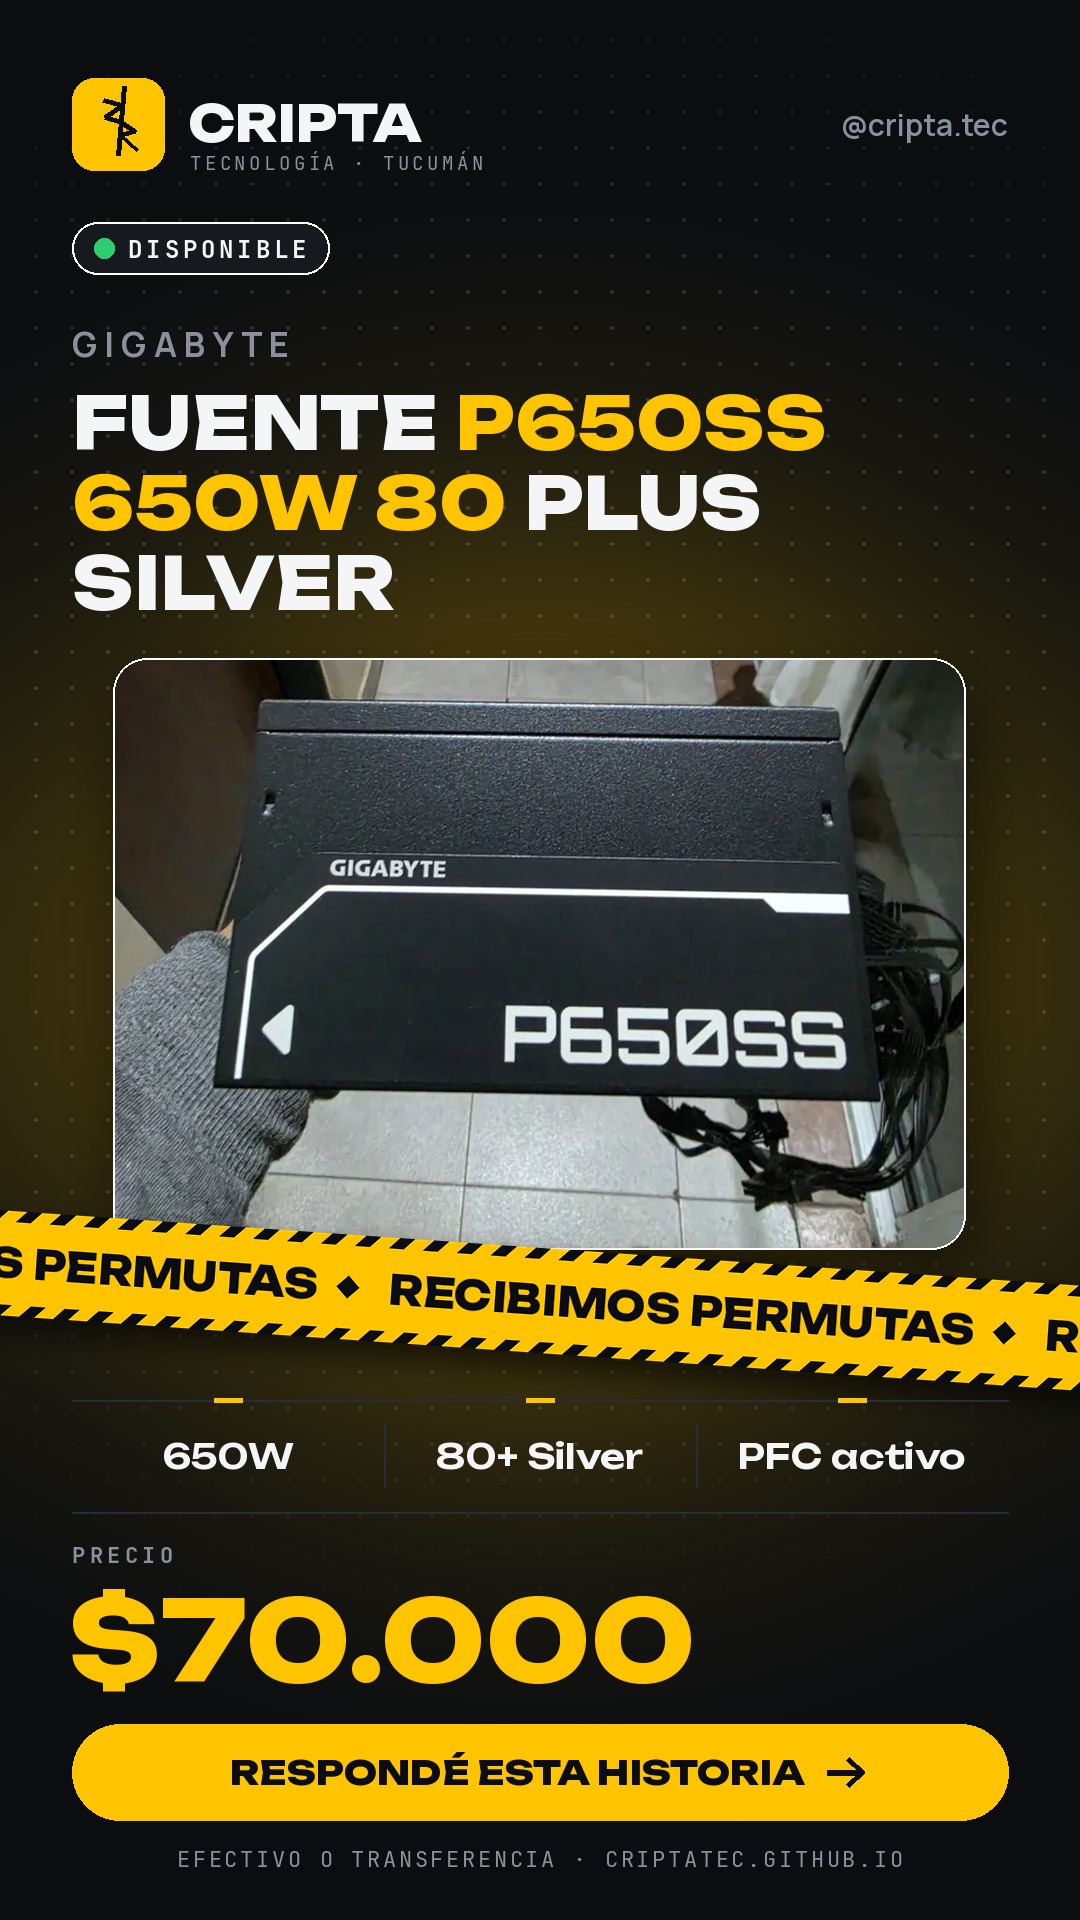 CRIPTA
TECNOLOGÍA · TUCUMÁN
@cripta.tec
DISPONIBLE
GIGABYTE
FUENTE P650SS
650W 80 PLUS
SILVER
GIGABYTE
P650SS
S PERMUTAS ◆ RECIBIMOS PERMUTAS ◆ R
650W
80+ Silver
PFC activo
PRECIO
$70.000
RESPONDÉ ESTA HISTORIA →
EFECTIVO O TRANSFERENCIA · CRIPTATEC.GITHUB.IO